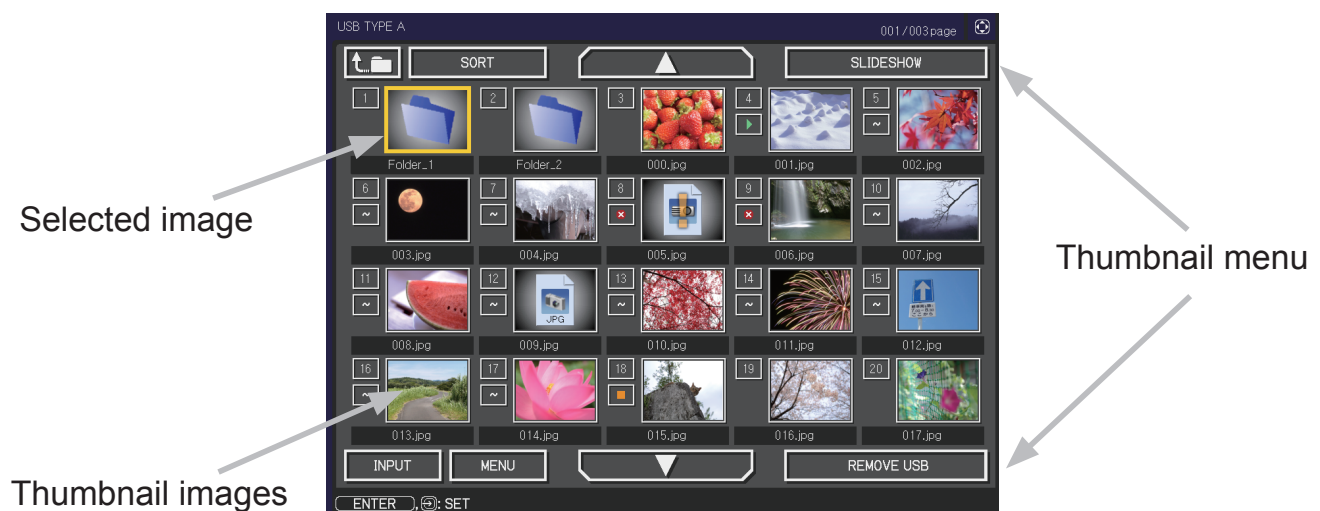 USB TYPE A
001/003page
SORT
SLIDESHOW
1
2
3
4
5
Folder_1
Folder_2
000.jpg
001.jpg
002.jpg
6
~
7
~
8
9
10
~
~
Selected image
003.jpg
004.jpg
005.jpg
006.jpg
007.jpg
Thumbnail menu
11
~
12
~
13
~
14
~
15
~
JPG
008.jpg
009.jpg
010.jpg
011.jpg
012.jpg
16
~
17
~
18
19
20
013.jpg
014.jpg
015.jpg
016.jpg
017.jpg
INPUT
MENU
REMOVE USB
Thumbnail images
ENTER , : SET